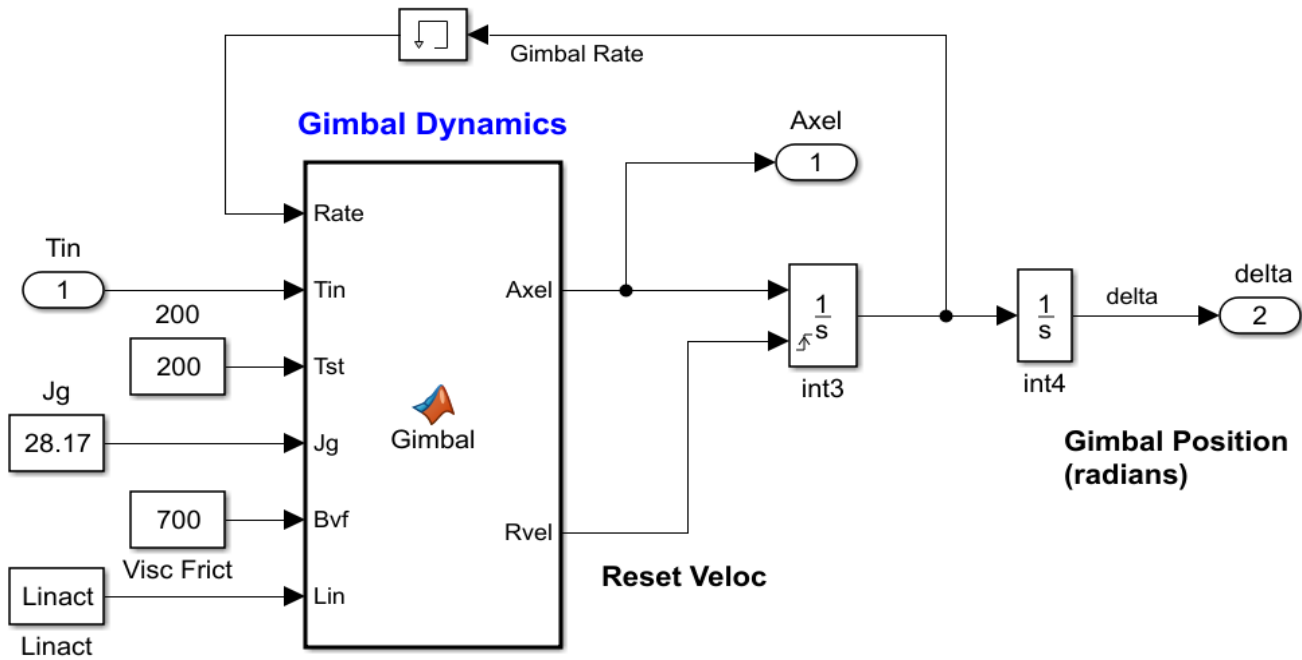 Gimbal Rate
Gimbal Dynamics
Axel
1
Rate
Tin
1
Tin
Axel
1
s
int3
1
s
int4
delta
delta
2
200
200
Tst
Jg
28.17
Jg
Gimbal
Gimbal Position
(radians)
700
Bvf
Visc Frict
Rvel
Reset Veloc
Linact
Lin
Linact